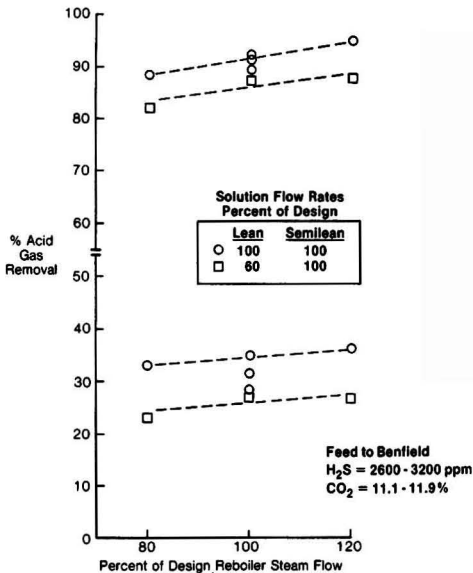 100
90
80
70
60
50
40
30
20
10
0
% Acid
Gas
Removal
Solution Flow Rates
Percent of Design
Lean Semilean
100 100
60 100
Feed to Benfield
H₂S = 2600 - 3200 ppm
CO₂ = 11.1 - 11.9%
80 100 120
Percent of Design Reboiler Steam Flow